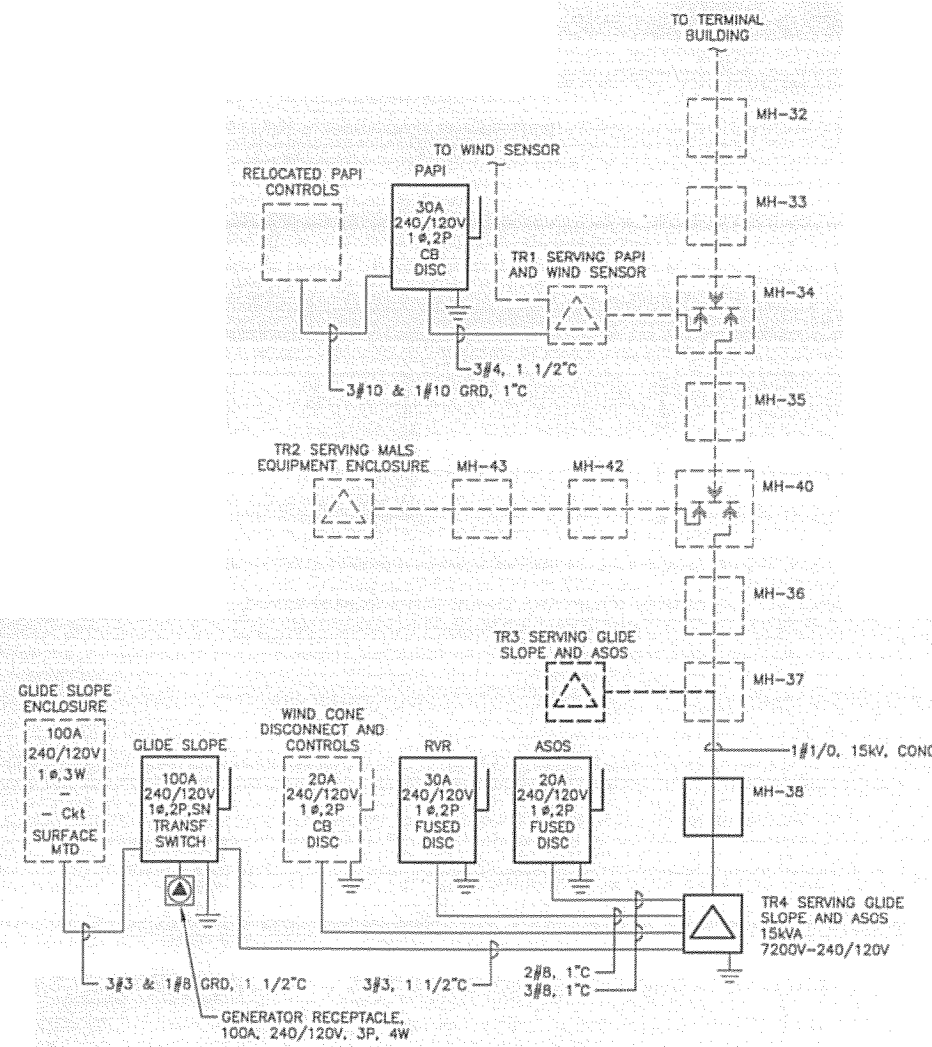 TO TERMINAL
BUILDING
MH-32
TO WIND SENSOR
RELOCATED PAPI
CONTROLS
PAPI
30A
240/120V
1ø,2P
CB
DISC
MH-33
TR1 SERVING PAPI
AND WIND SENSOR
MH-34
3#4, 1 1/2"C
3#10 & 1#10 GRD, 1"C
MH-35
TR2 SERVING MALS
EQUIPMENT ENCLOSURE
MH-43
MH-42
MH-40
MH-36
TR3 SERVING GLIDE
SLOPE AND ASOS
MH-37
GLIDE SLOPE
ENCLOSURE
100A
240/120V
1ø,3W
-
- Ckt
SURFACE
MTD
GLIDE SLOPE
100A
240/120V
1ø,2P,SN
TRANSF
SWITCH
WIND CONE
DISCONNECT AND
CONTROLS
20A
240/120V
1ø,2P
CB
DISC
RVR
30A
240/120V
1ø,2P
FUSED
DISC
ASOS
20A
240/120V
1ø,2P
FUSED
DISC
1#1/0, 15kV, CONC
MH-38
TR4 SERVING GLIDE
SLOPE AND ASOS
15kVA
7200V-240/120V
3#3 & 1#8 GRD, 1 1/2"C
3#3, 1 1/2"C
2#8, 1"C
3#8, 1"C
GENERATOR RECEPTACLE,
100A, 240/120V, 3P, 4W